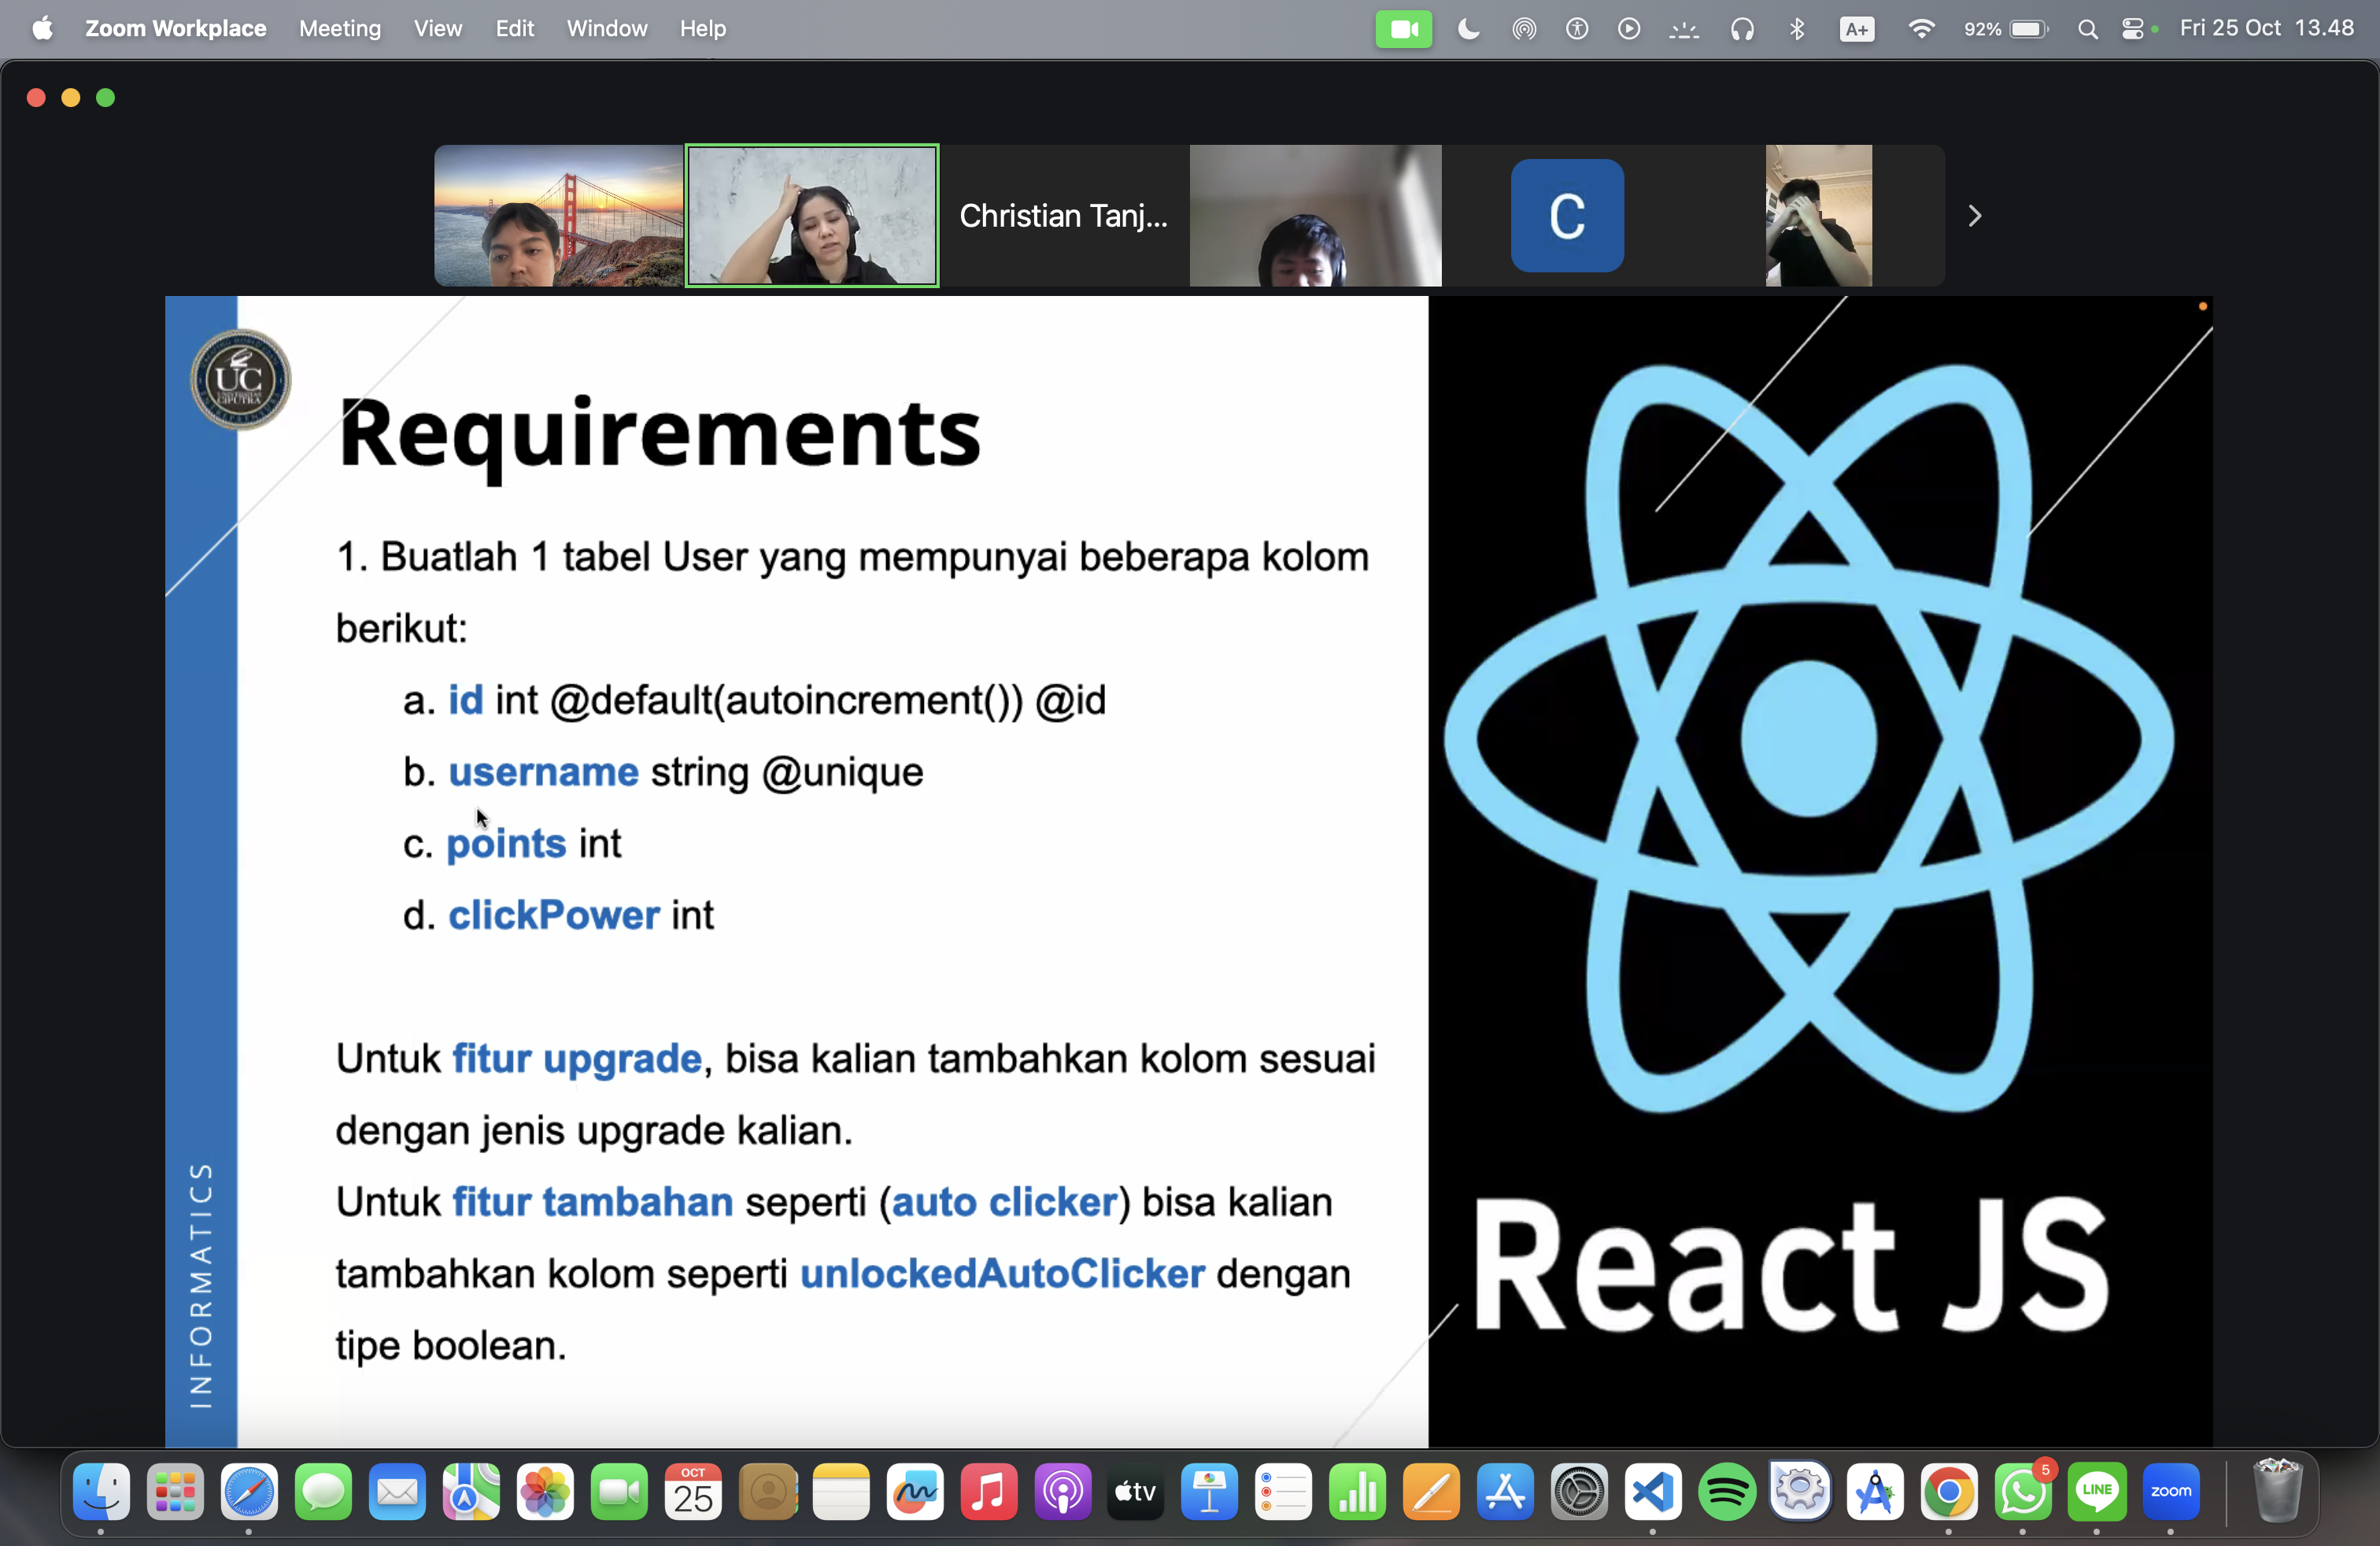 Zoom Workplace Meeting View Edit Window Help A+ 92% Fri 25 Oct 13.48
Christian Tanj...
C
UC
UNIVERSITAS
CIPUTRA
Requirements
1. Buatlah 1 tabel User yang mempunyai beberapa kolom
berikut:
a. id int @default(autoincrement()) @id
b. username string @unique
c. points int
d. clickPower int
Untuk fitur upgrade, bisa kalian tambahkan kolom sesuai
dengan jenis upgrade kalian.
Untuk fitur tambahan seperti (auto clicker) bisa kalian
tambahkan kolom seperti unlockedAutoClicker dengan
tipe boolean.
INFORMATICS
React JS
OCT
25
tv
5
LINE
zoom